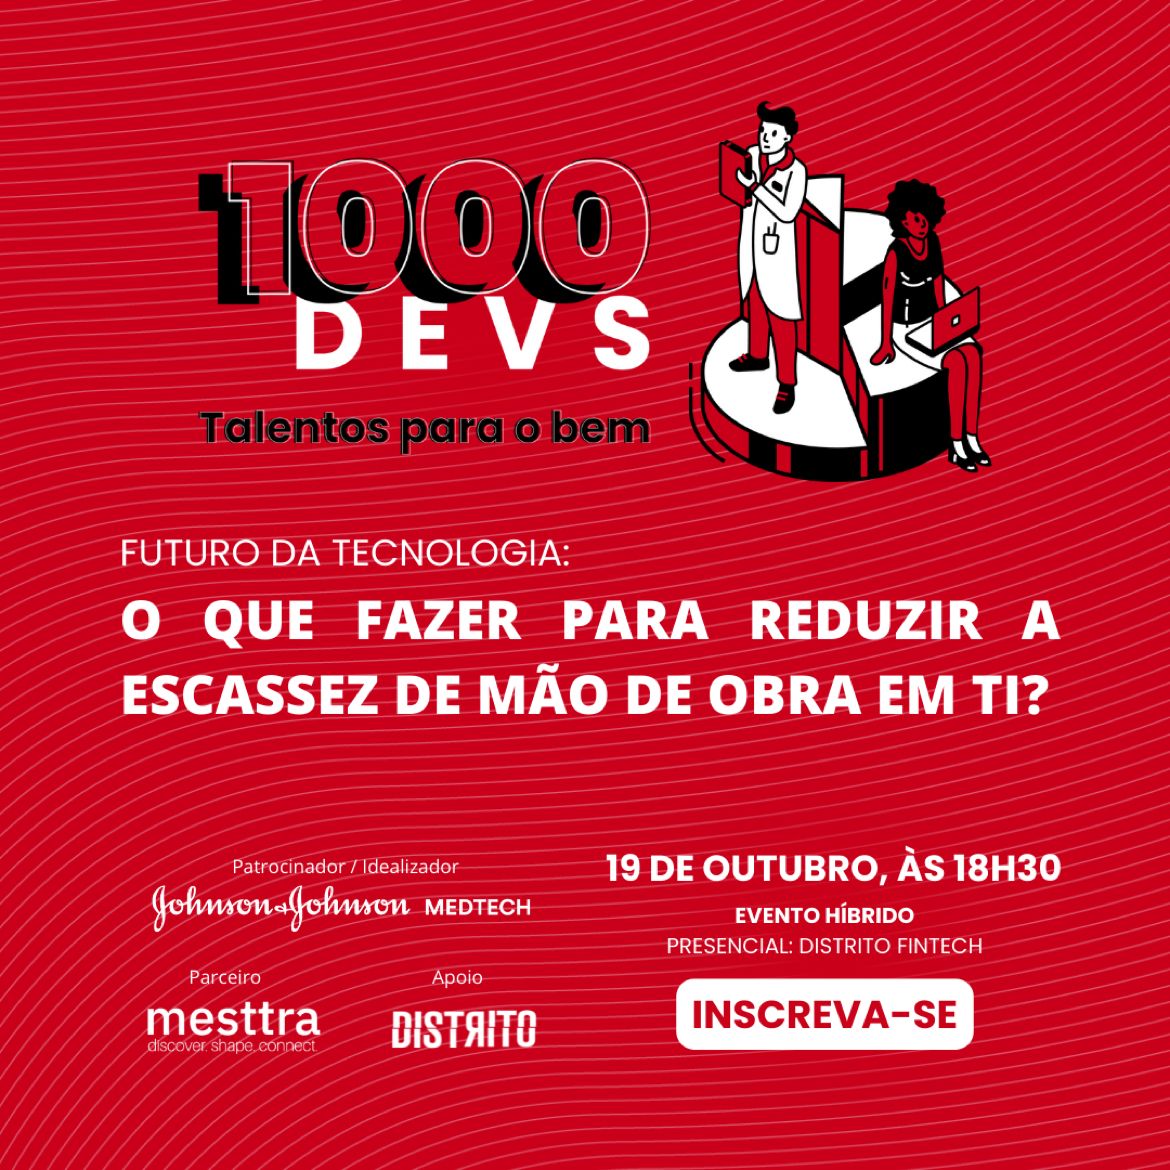 1000
DEVS
Talentos para o bem
FUTURO DA TECNOLOGIA:
O QUE FAZER PARA REDUZIR A
ESCASSEZ DE MÃO DE OBRA EM TI?
Patrocinador / Idealizador
Johnson & Johnson MEDTECH
Parceiro
mesttra
discover. shape. connect.
Apoio
DISTRITO
19 DE OUTUBRO, ÀS 18H30
EVENTO HÍBRIDO
PRESENCIAL: DISTRITO FINTECH
INSCREVA-SE